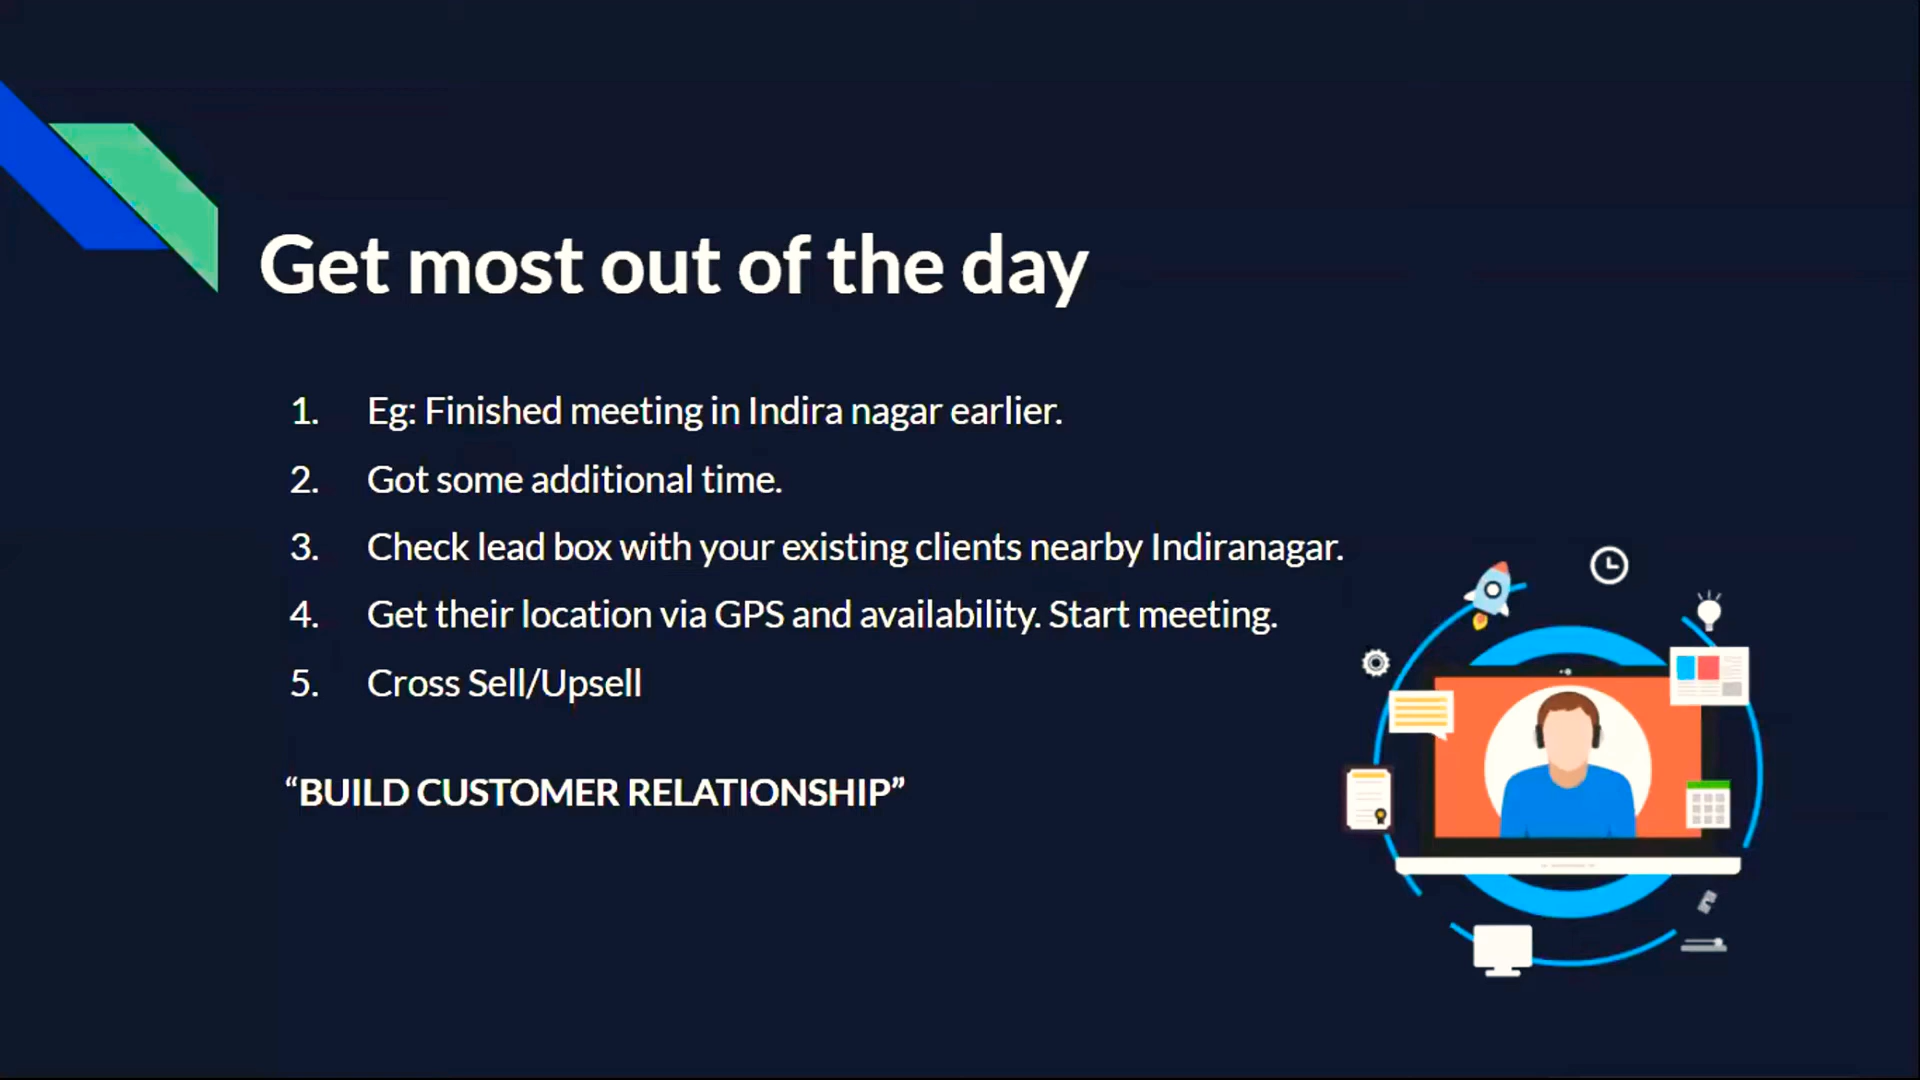 Get most out of the day
1. Eg: Finished meeting in Indira nagar earlier.
2. Got some additional time.
3. Check lead box with your existing clients nearby Indiranagar.
4. Get their location via GPS and availability. Start meeting.
5. Cross Sell/Upsell
“BUILD CUSTOMER RELATIONSHIP”